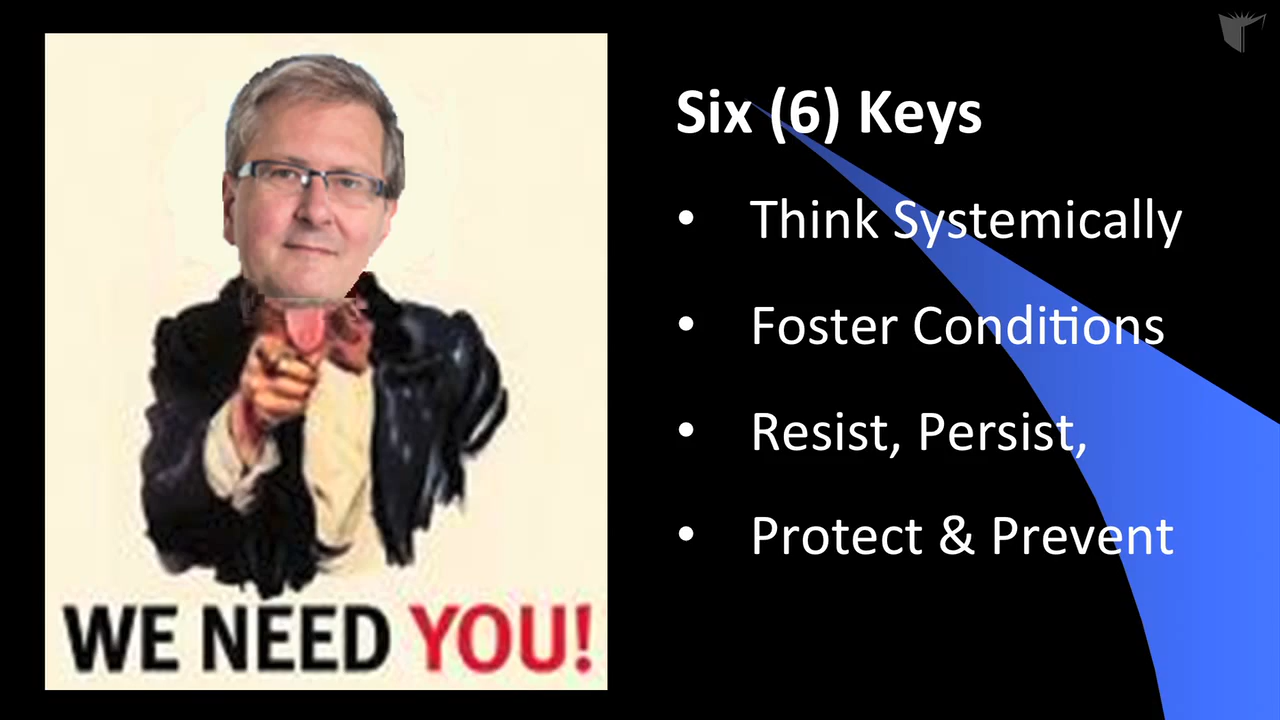 WE NEED YOU!
Six (6) Keys
• Think Systemically
• Foster Conditions
• Resist, Persist,
• Protect & Prevent